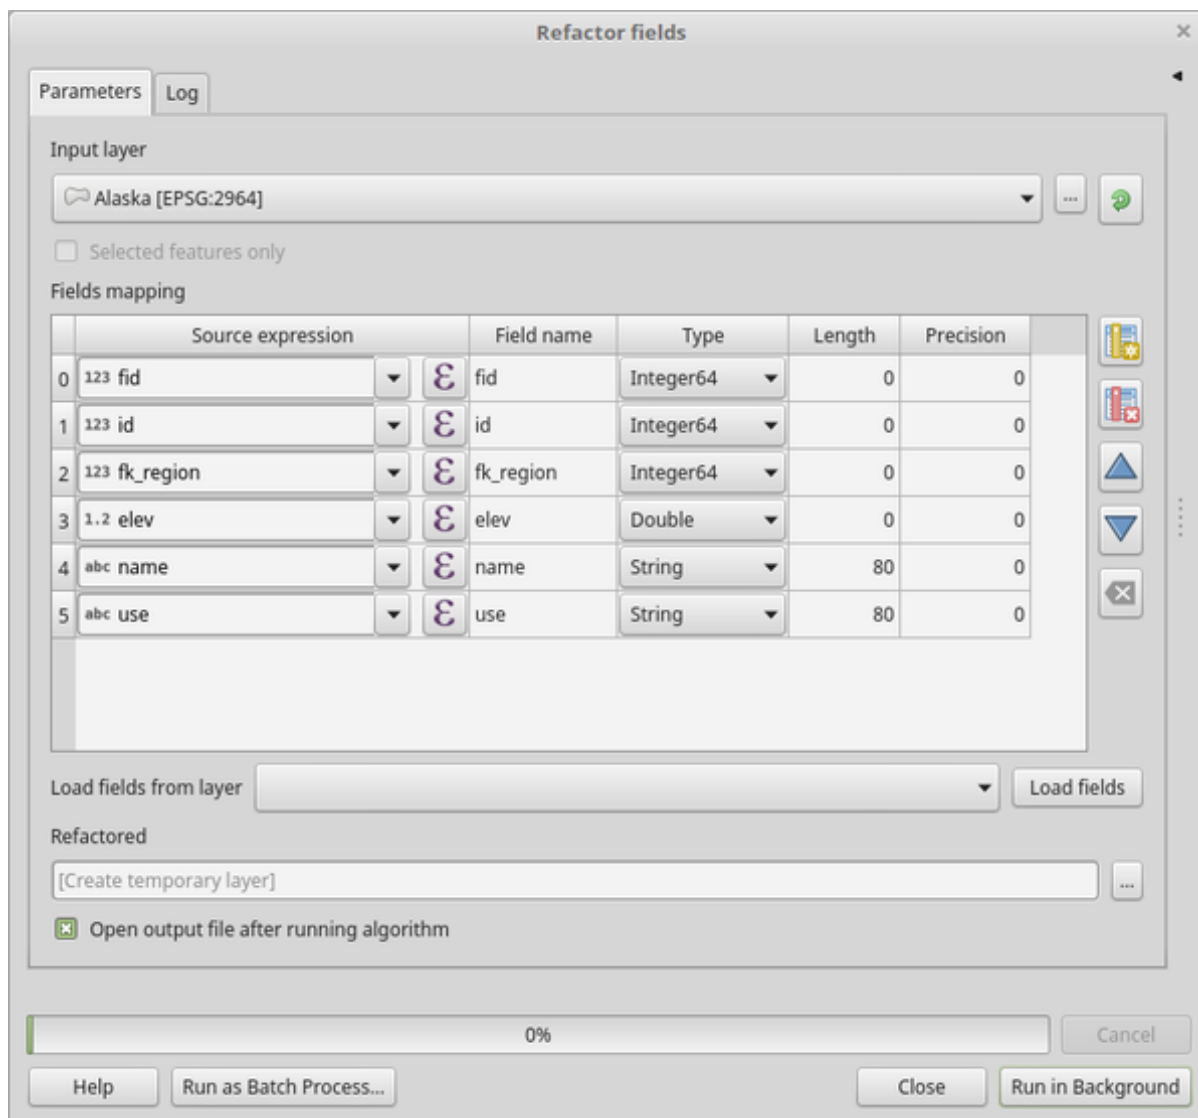 Refactor fields
Parameters Log
Input layer
Alaska [EPSG:2964] ...
Selected features only
Fields mapping
Source expression Field name Type Length Precision
0 123 fid ε fid Integer64 0 0
1 123 id ε id Integer64 0 0
2 123 fk_region ε fk_region Integer64 0 0
3 1.2 elev ε elev Double 0 0
4 abc name ε name String 80 0
5 abc use ε use String 80 0
Load fields from layer Load fields
Refactored
[Create temporary layer] ...
Open output file after running algorithm
0% Cancel
Help Run as Batch Process... Close Run in Background